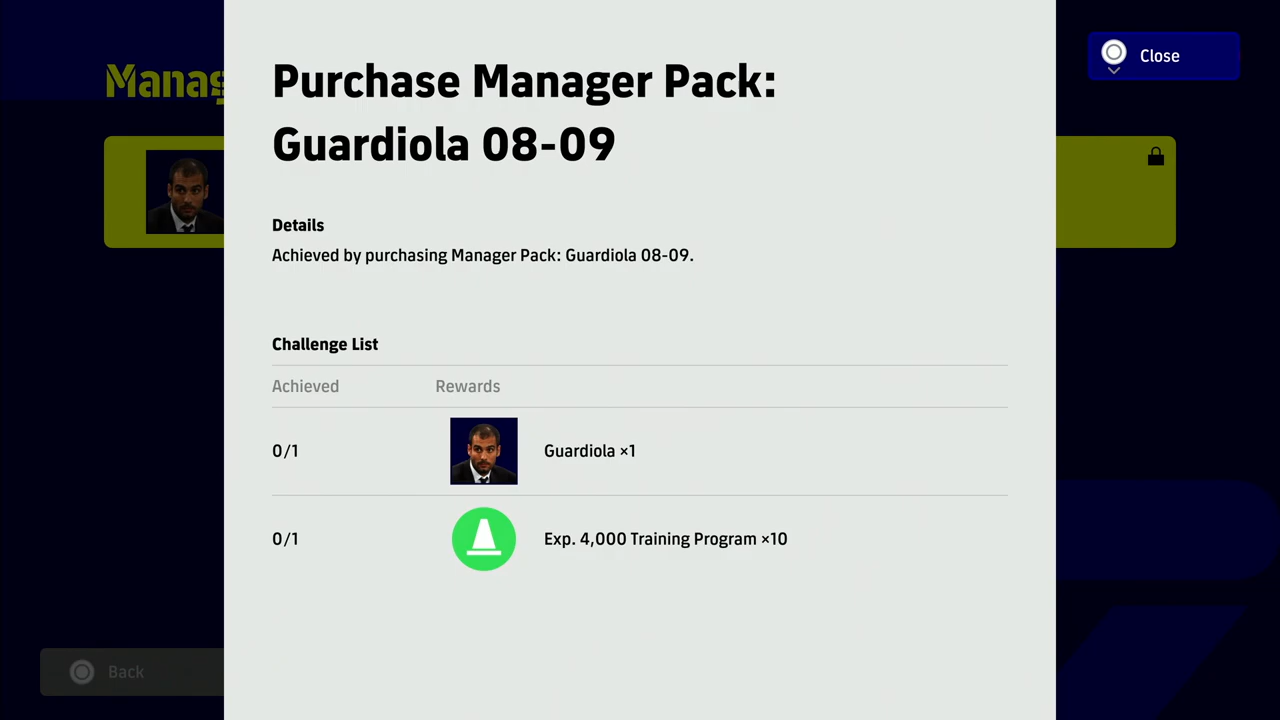 Manag
Close
Purchase Manager Pack:
Guardiola 08-09
Details
Achieved by purchasing Manager Pack: Guardiola 08-09.
Challenge List
Achieved Rewards
0/1 Guardiola ×1
0/1 Exp. 4,000 Training Program ×10
Back